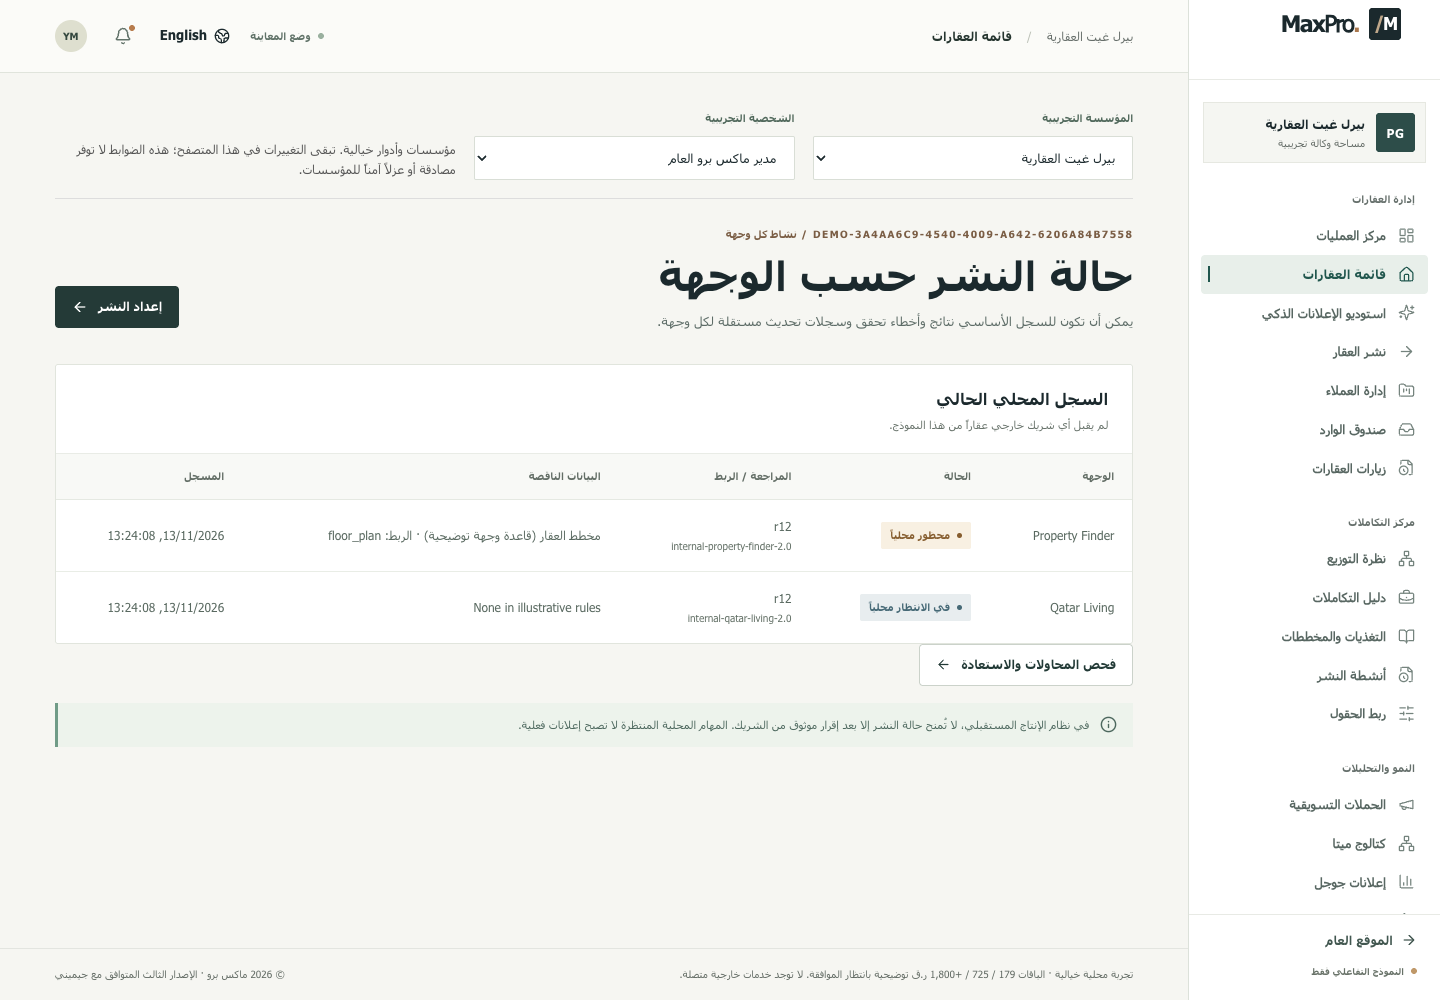 MaxPro.
/M
بيرل غيت العقارية / قائمة العقارات
وضع المعاينة
English
YM
PG
بيرل غيت العقارية
مساحة وكالة تجريبية
إدارة العقارات
مركز العمليات
قائمة العقارات
استوديو الإعلانات الذكي
نشر العقار
إدارة العملاء
صندوق الوارد
زيارات العقارات
مركز التكاملات
نظرة التوزيع
دليل التكاملات
التغذيات والمخططات
أنشطة النشر
ربط الحقول
النمو والتحليلات
الحملات التسويقية
كتالوج ميتا
إعلانات جوجل
الموقع العام
النموذج التفاعلي فقط
المؤسسة التجريبية
بيرل غيت العقارية
الشخصية التجريبية
مدير ماكس برو العام
مؤسسات وأدوار خيالية. تبقى التغييرات في هذا المتصفح؛ هذه الضوابط لا توفر
مصادقة أو عزلاً آمناً للمؤسسات.
DEMO-3A4AA6C9-4540-4009-A642-6206A84B7558 / نشاط كل وجهة
حالة النشر حسب الوجهة
يمكن أن تكون للسجل الأساسي نتائج وأخطاء تحقق وسجلات تحديث مستقلة لكل وجهة.
إعداد النشر
السجل المحلي الحالي
لم يقبل أي شريك خارجي عقاراً من هذا النموذج.
الوجهة الحالة المراجعة / الربط البيانات الناقصة المسجل
Property Finder محظور محلياً r12 مخطط العقار (قاعدة وجهة توضيحية) · الربط: floor_plan 13/11/2026, 13:24:08
internal-property-finder-2.0
Qatar Living في الانتظار محلياً r12 None in illustrative rules 13/11/2026, 13:24:08
internal-qatar-living-2.0
فحص المحاولات والاستعادة
في نظام الإنتاج المستقبلي، لا تُمنح حالة النشر إلا بعد إقرار موثوق من الشريك. المهام المحلية المنتظرة لا تصبح إعلانات فعلية.
تجربة محلية خيالية · الباقات 179 / 725 / +1,800 ر.ق توضيحية بانتظار الموافقة. لا توجد خدمات خارجية متصلة.
© 2026 ماكس برو · الإصدار الثالث المتوافق مع جيميني